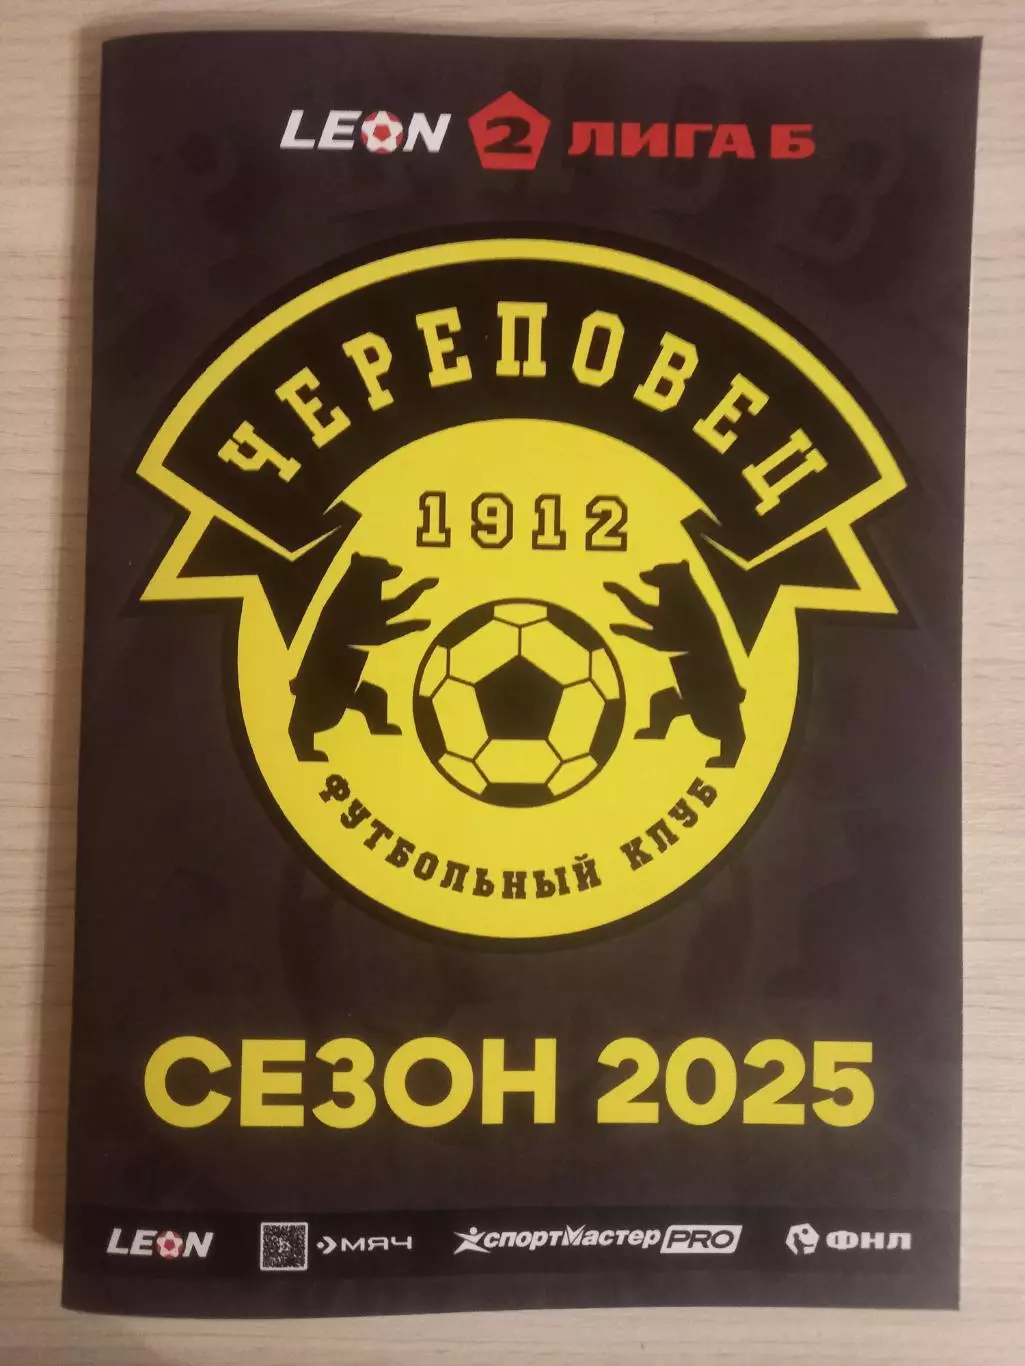 LEON 2 ЛИГА Б
ЧЕРЕПОВЕЦ
1912
ФУТБОЛЬНЫЙ КЛУБ
СЕЗОН 2025
LEON МЯЧ СПОРТМАСТЕР PRO ФНЛ